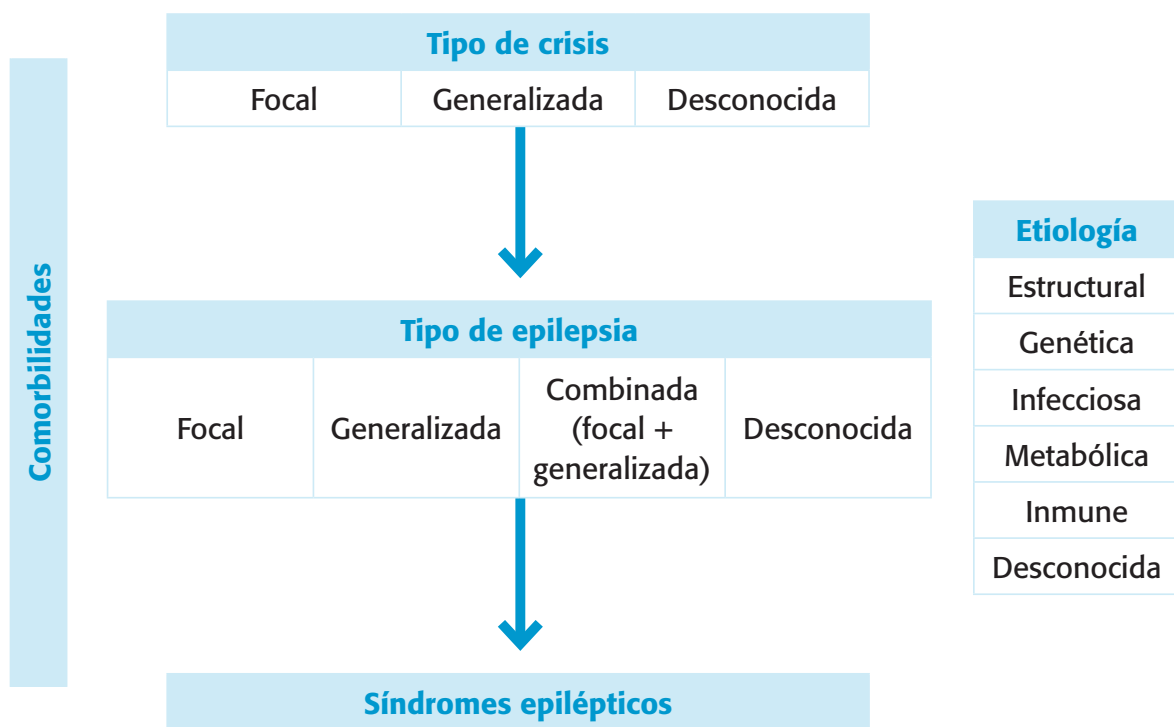 Tipo de crisis
Focal
Generalizada
Desconocida
Comorbilidades
Tipo de epilepsia
Focal
Generalizada
Combinada
(focal +
generalizada)
Desconocida
Síndromes epilépticos
Etiología
Estructural
Genética
Infecciosa
Metabólica
Inmune
Desconocida